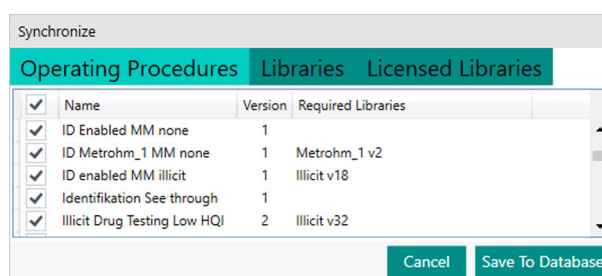 Synchronize
Operating Procedures Libraries Licensed Libraries
Name Version Required Libraries
ID Enabled MM none 1
ID Metrohm_1 MM none 1 Metrohm_1 v2
ID enabled MM illicit 1 Illicit v18
Identifikation See through 1
Illicit Drug Testing Low HQI 2 Illicit v32
Cancel Save To Database